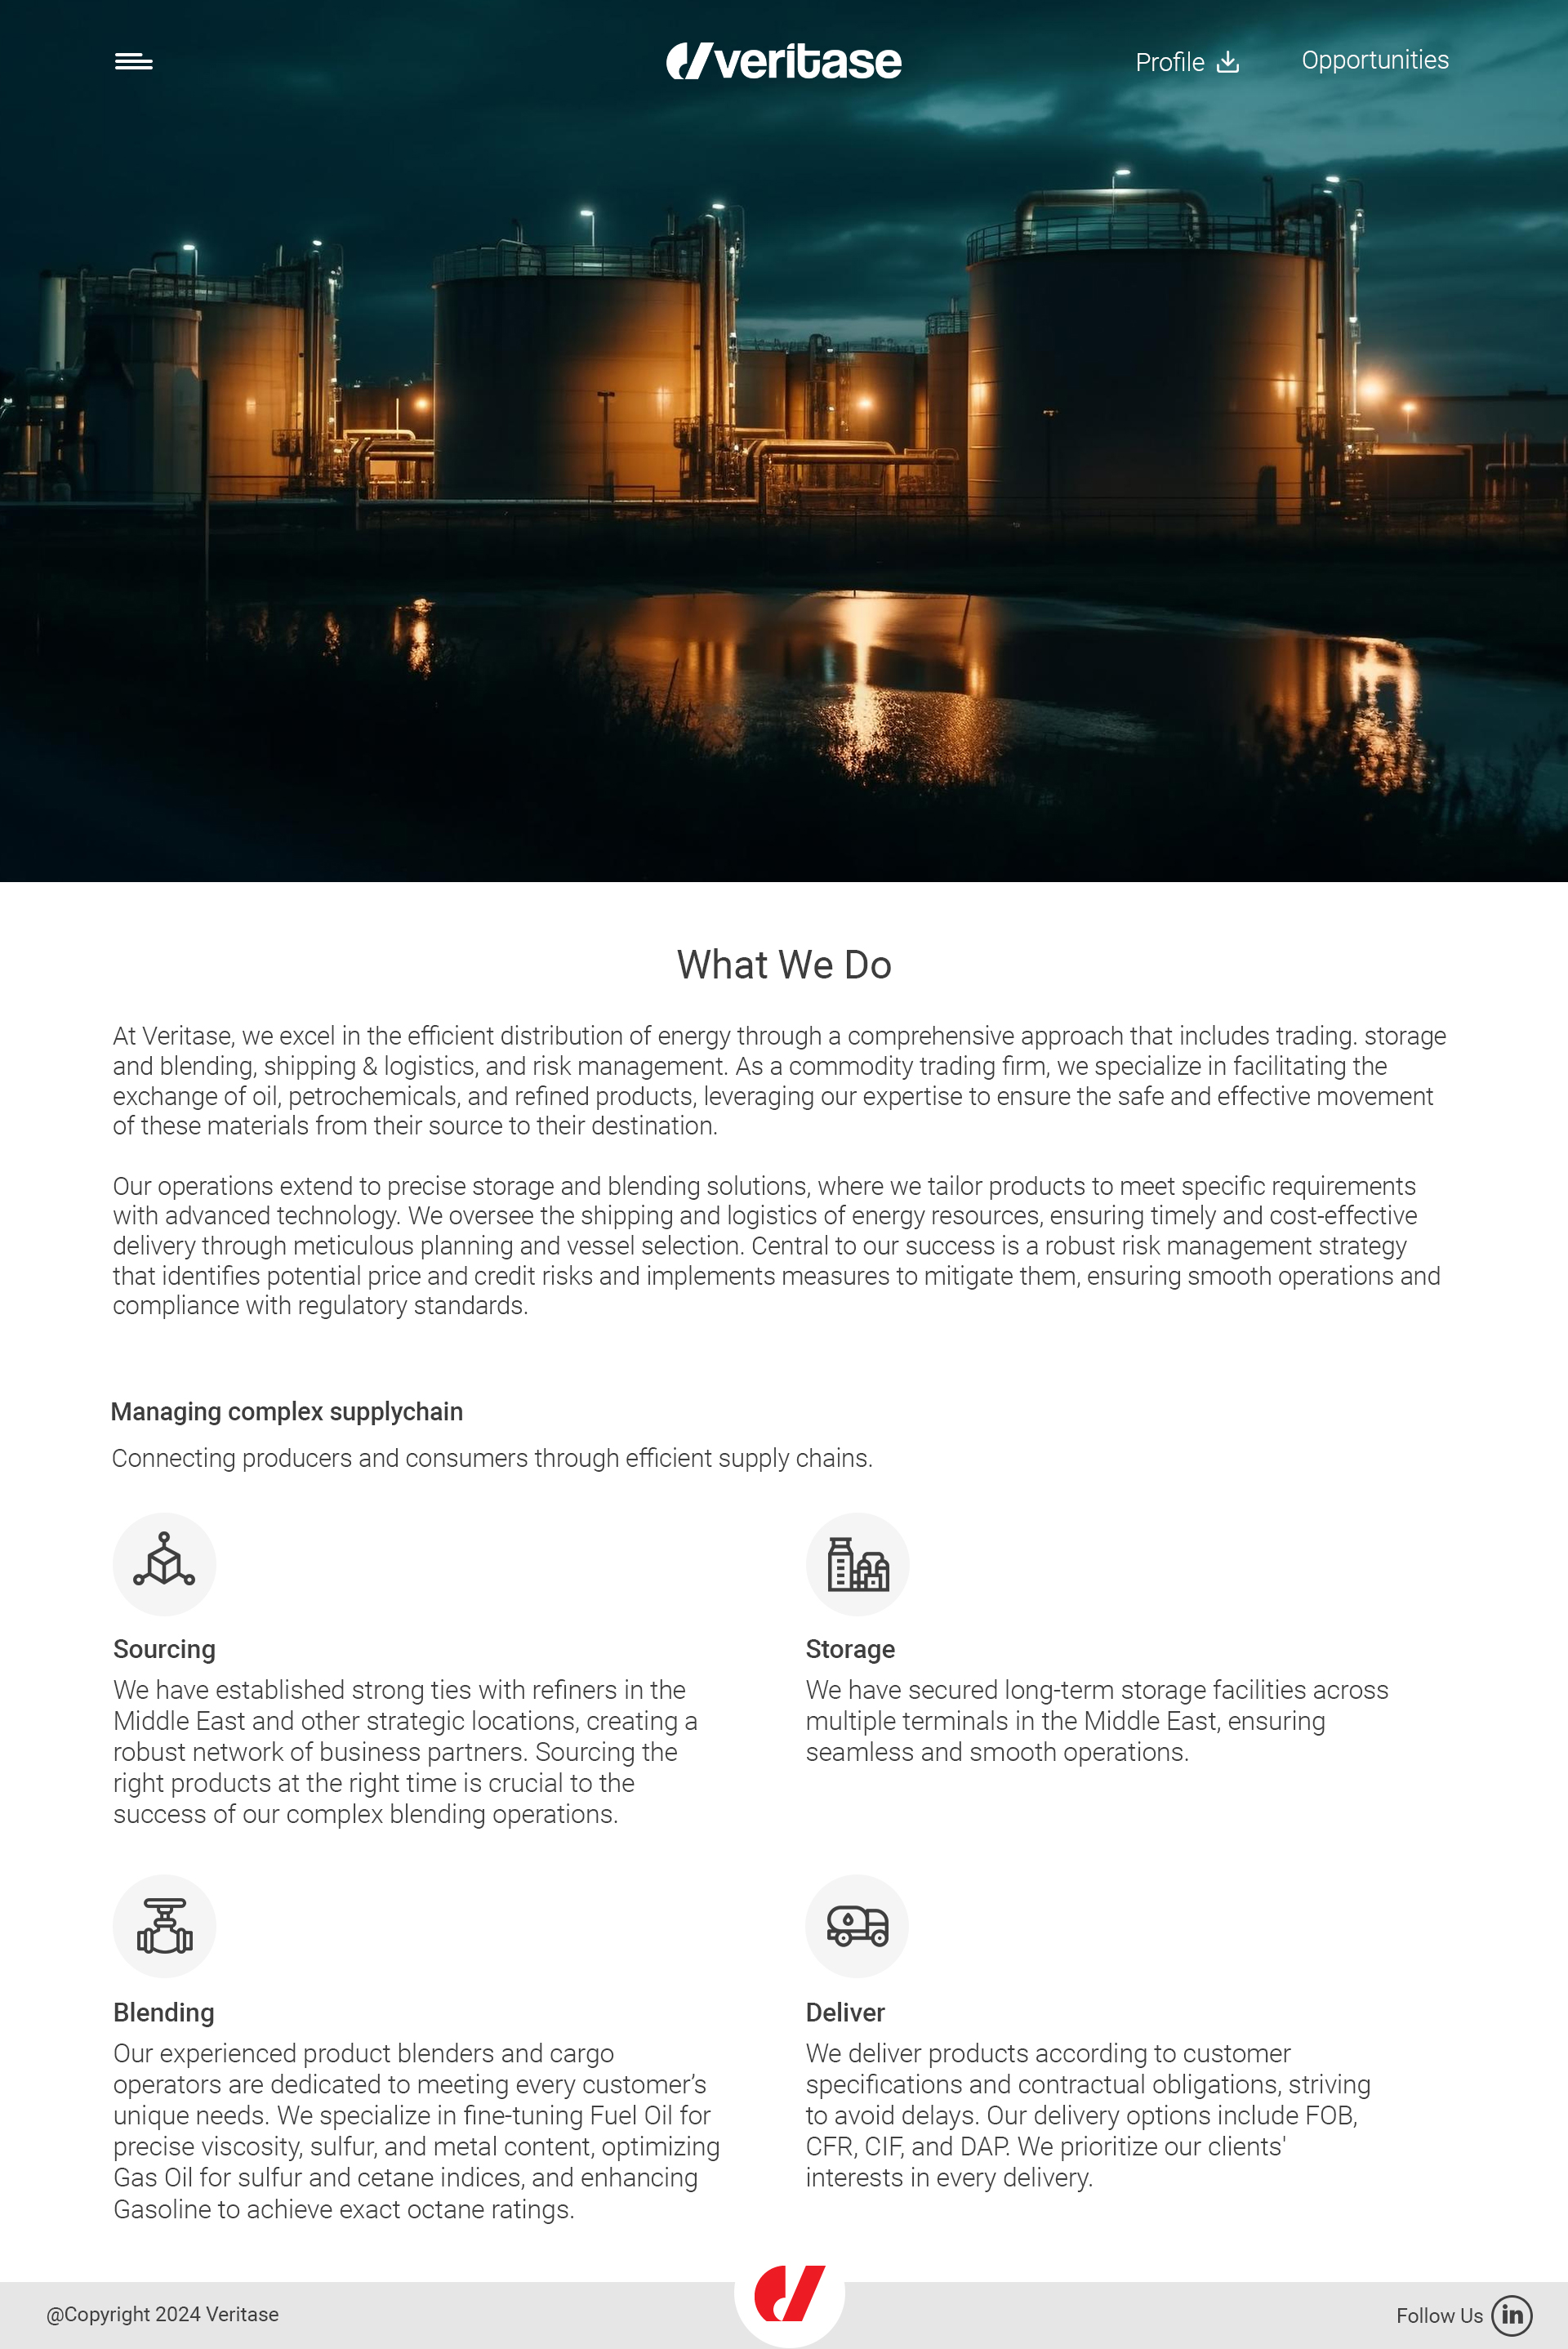 veritase
Profile
Opportunities
What We Do
At Veritase, we excel in the efficient distribution of energy through a comprehensive approach that includes trading. storage
and blending, shipping & logistics, and risk management. As a commodity trading firm, we specialize in facilitating the
exchange of oil, petrochemicals, and refined products, leveraging our expertise to ensure the safe and effective movement
of these materials from their source to their destination.
Our operations extend to precise storage and blending solutions, where we tailor products to meet specific requirements
with advanced technology. We oversee the shipping and logistics of energy resources, ensuring timely and cost-effective
delivery through meticulous planning and vessel selection. Central to our success is a robust risk management strategy
that identifies potential price and credit risks and implements measures to mitigate them, ensuring smooth operations and
compliance with regulatory standards.
Managing complex supplychain
Connecting producers and consumers through efficient supply chains.
Sourcing
We have established strong ties with refiners in the
Middle East and other strategic locations, creating a
robust network of business partners. Sourcing the
right products at the right time is crucial to the
success of our complex blending operations.
Storage
We have secured long-term storage facilities across
multiple terminals in the Middle East, ensuring
seamless and smooth operations.
Blending
Our experienced product blenders and cargo
operators are dedicated to meeting every customer’s
unique needs. We specialize in fine-tuning Fuel Oil for
precise viscosity, sulfur, and metal content, optimizing
Gas Oil for sulfur and cetane indices, and enhancing
Gasoline to achieve exact octane ratings.
Deliver
We deliver products according to customer
specifications and contractual obligations, striving
to avoid delays. Our delivery options include FOB,
CFR, CIF, and DAP. We prioritize our clients'
interests in every delivery.
@Copyright 2024 Veritase
Follow Us
in